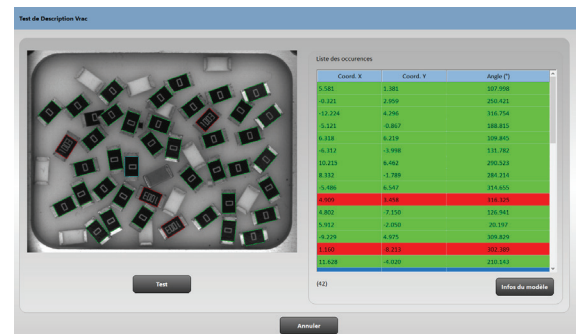 Test de Description Vrac
Liste des occurences
Coord. X Coord. Y Angle (°)
5.581 1.381 107.998
-0.321 2.959 250.421
-12.224 4.296 316.754
-5.121 -0.867 188.815
6.318 6.219 109.845
-6.312 -3.998 131.782
10.215 6.462 290.523
8.332 -1.789 284.214
-5.486 6.547 314.655
4.909 3.458 316.325
4.802 -7.150 126.941
5.912 -2.050 20.197
-9.229 4.975 309.829
1.160 -8.213 302.389
11.628 -4.020 210.143
(42)
Test
Infos du modèle
Annuler